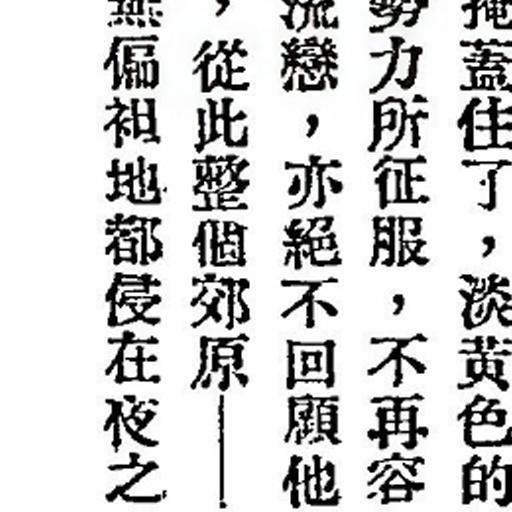 掩蓋住了，淡黃色的
勢力所征服，不再容
流戀，亦絕不回顧他
，從此整個郊原——
無偏袒地都侵在夜之